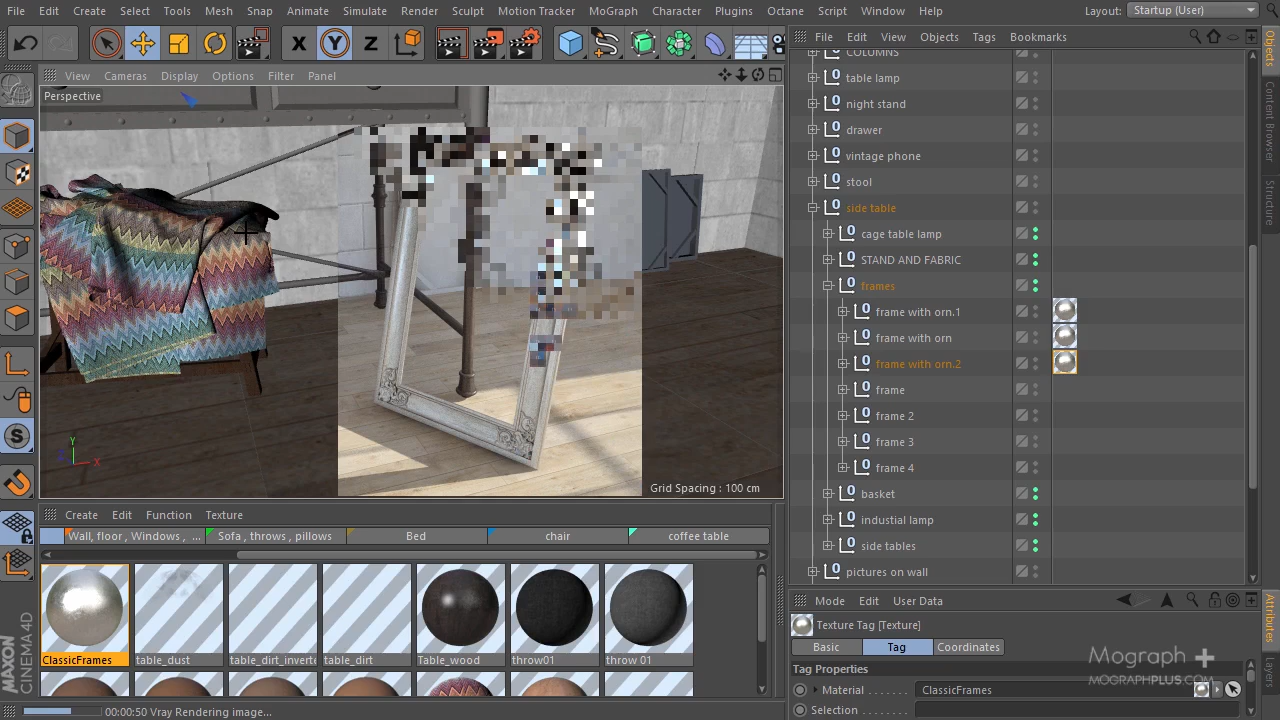 File Edit Create Select Tools Mesh Snap Animate Simulate Render Sculpt Motion Tracker MoGraph Character Plugins Octane Script Window Help Layout: Startup (User)
X Y Z
File Edit View Objects Tags Bookmarks
View Cameras Display Options Filter Panel
Perspective
COLUMNS
table lamp
night stand
drawer
vintage phone
stool
side table
cage table lamp
STAND AND FABRIC
frames
frame with orn.1
frame with orn
frame with orn.2
frame
frame 2
frame 3
frame 4
basket
industial lamp
side tables
pictures on wall
Y
Z X
Grid Spacing : 100 cm
Objects
Content Browser
Structure
Create Edit Function Texture
Wall, floor , Windows , ... Sofa , throws , pillows Bed chair coffee table
ClassicFrames table_dust table_dirt_inverte table_dirt Table_wood throw01 throw 01
Mode Edit User Data
Texture Tag [Texture]
Basic Tag Coordinates
Tag Properties
Material . . . . . . . ClassicFrames
Selection . . . . . . .
Attributes
Layers
Mograph +
MOGRAPHPLUS.COM
MAXON
CINEMA 4D
00:00:50 Vray Rendering image...